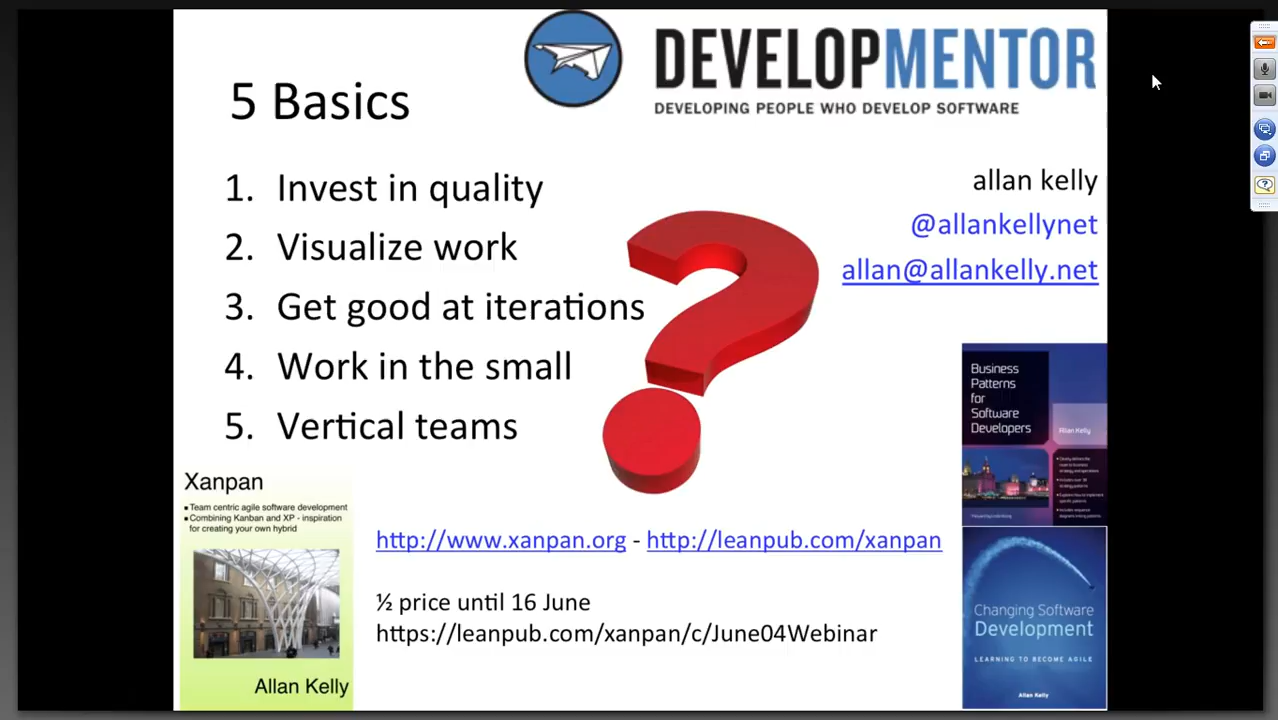 DEVELOPMENTOR
DEVELOPING PEOPLE WHO DEVELOP SOFTWARE
5 Basics
1. Invest in quality
2. Visualize work
3. Get good at iterations
4. Work in the small
5. Vertical teams
allan kelly
@allankellynet
allan@allankelly.net
Business
Patterns
for
Software
Developers
Allan Kelly
Xanpan
▪ Team centric agile software development
▪ Combining Kanban and XP - inspiration
for creating your own hybrid
Allan Kelly
http://www.xanpan.org - http://leanpub.com/xanpan
½ price until 16 June
https://leanpub.com/xanpan/c/June04Webinar
Changing Software
Development
LEARNING TO BECOME AGILE
Allan Kelly